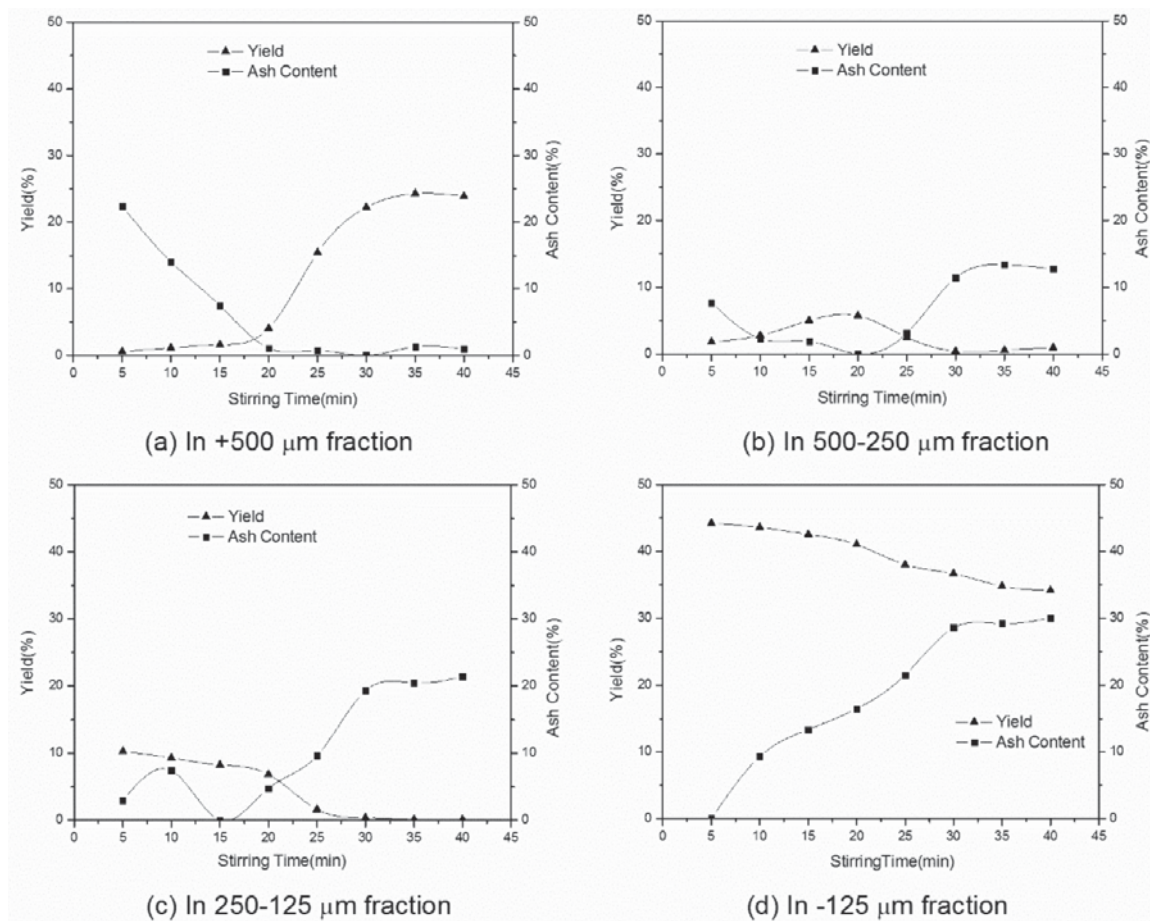 50
40
30
20
10
0
Yield(%)
50
40
30
20
10
0
Ash Content(%)
Yield
Ash Content
5 10 15 20 25 30 35 40 45
Stirring Time(min)
(a) In +500 μm fraction
50
40
30
20
10
0
Yield(%)
50
40
30
20
10
0
Ash Content(%)
Yield
Ash Content
5 10 15 20 25 30 35 40 45
Stirring Time(min)
(b) In 500-250 μm fraction
50
40
30
20
10
0
Yield(%)
50
40
30
20
10
0
Ash Content(%)
Yield
Ash Content
5 10 15 20 25 30 35 40 45
Stirring Time(min)
(c) In 250-125 μm fraction
50
40
30
20
10
0
Yield(%)
50
40
30
20
10
0
Ash Content(%)
Yield
Ash Content
5 10 15 20 25 30 35 40 45
StirringTime(min)
(d) In -125 μm fraction